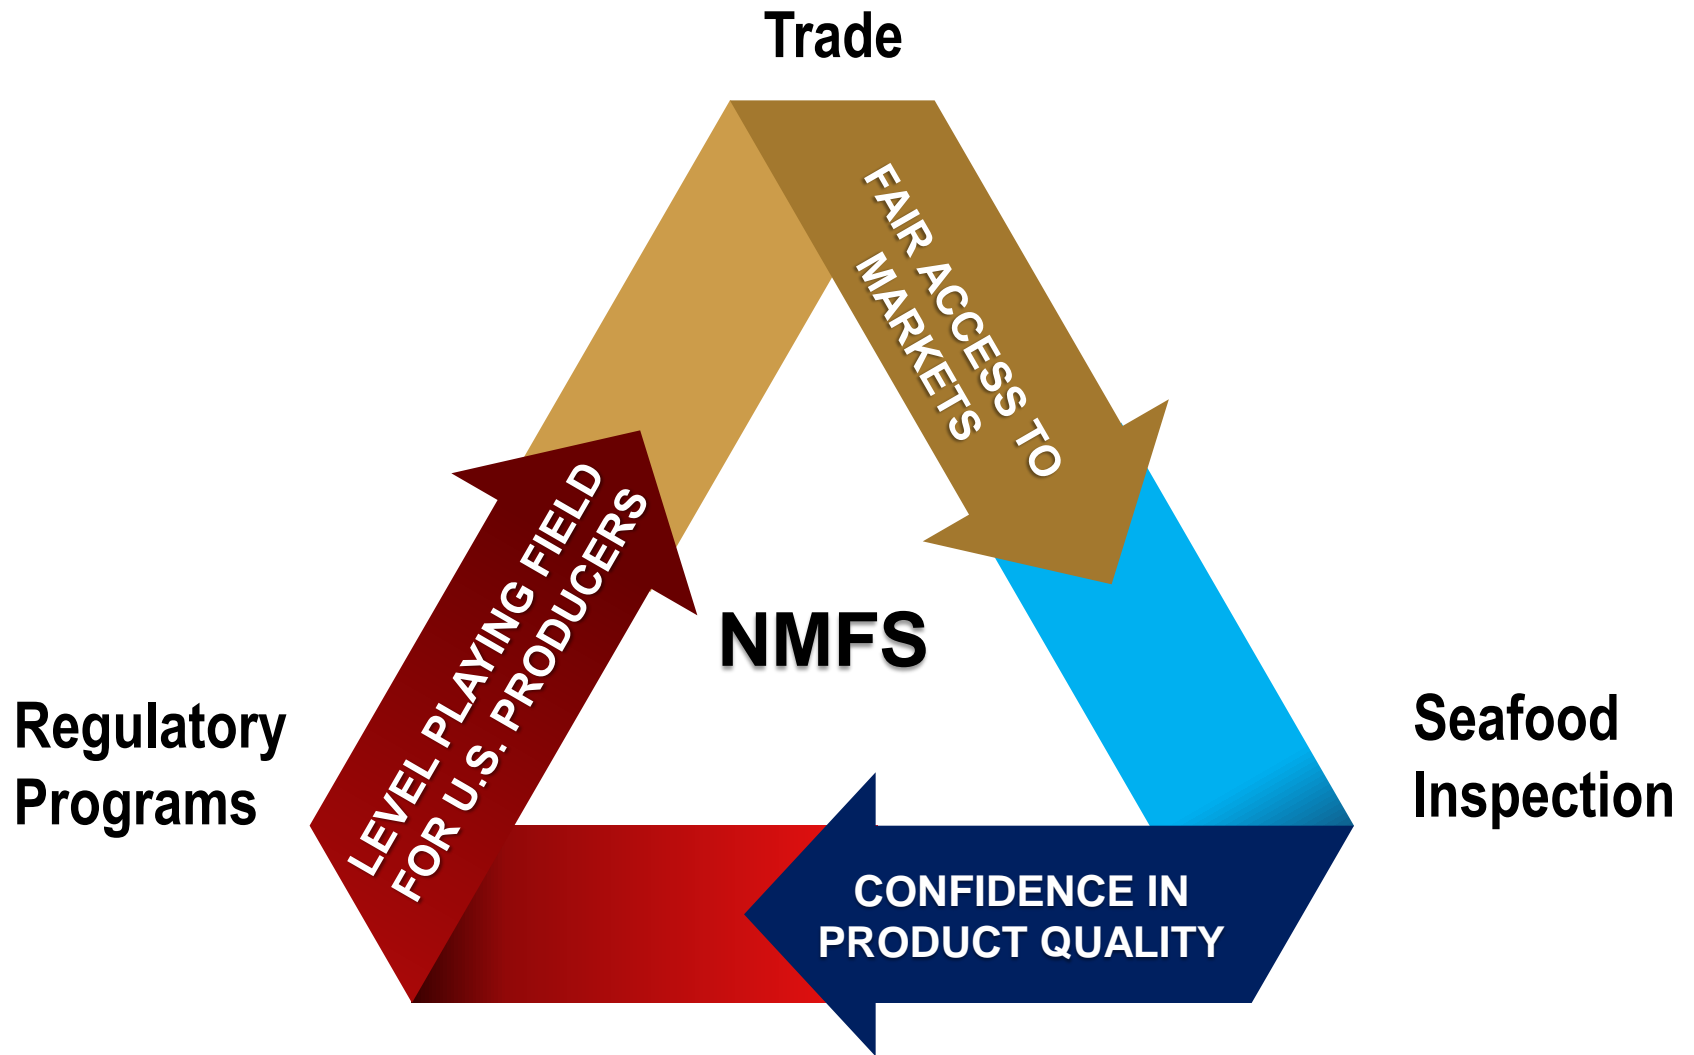 Trade
FAIR ACCESS TO
MARKETS
LEVEL PLAYING FIELD
FOR U.S. PRODUCERS
NMFS
Regulatory
Programs
Seafood
Inspection
CONFIDENCE IN
PRODUCT QUALITY